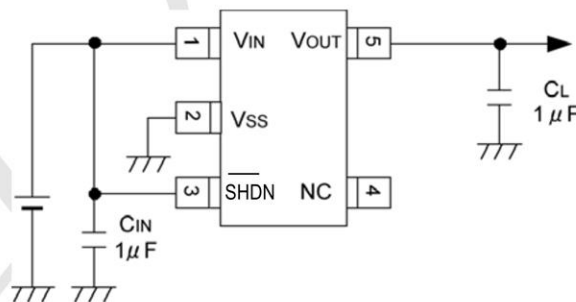 1 VIN VOUT 5
CL
1μF
2 VSS
3 SHDN NC 4
CIN
1μF